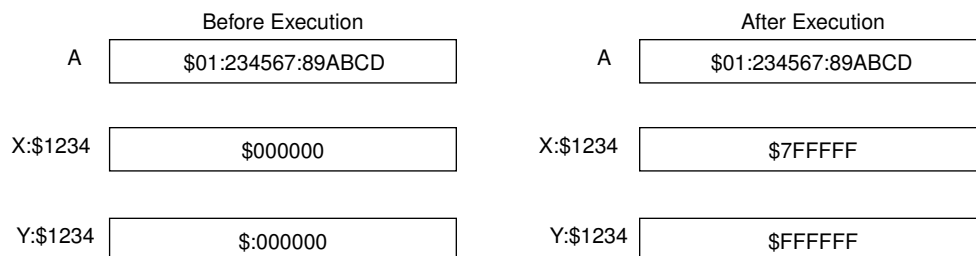 Before Execution After Execution
A $01:234567:89ABCD A $01:234567:89ABCD
X:$1234 $000000 X:$1234 $7FFFFF
Y:$1234 $:000000 Y:$1234 $FFFFFF